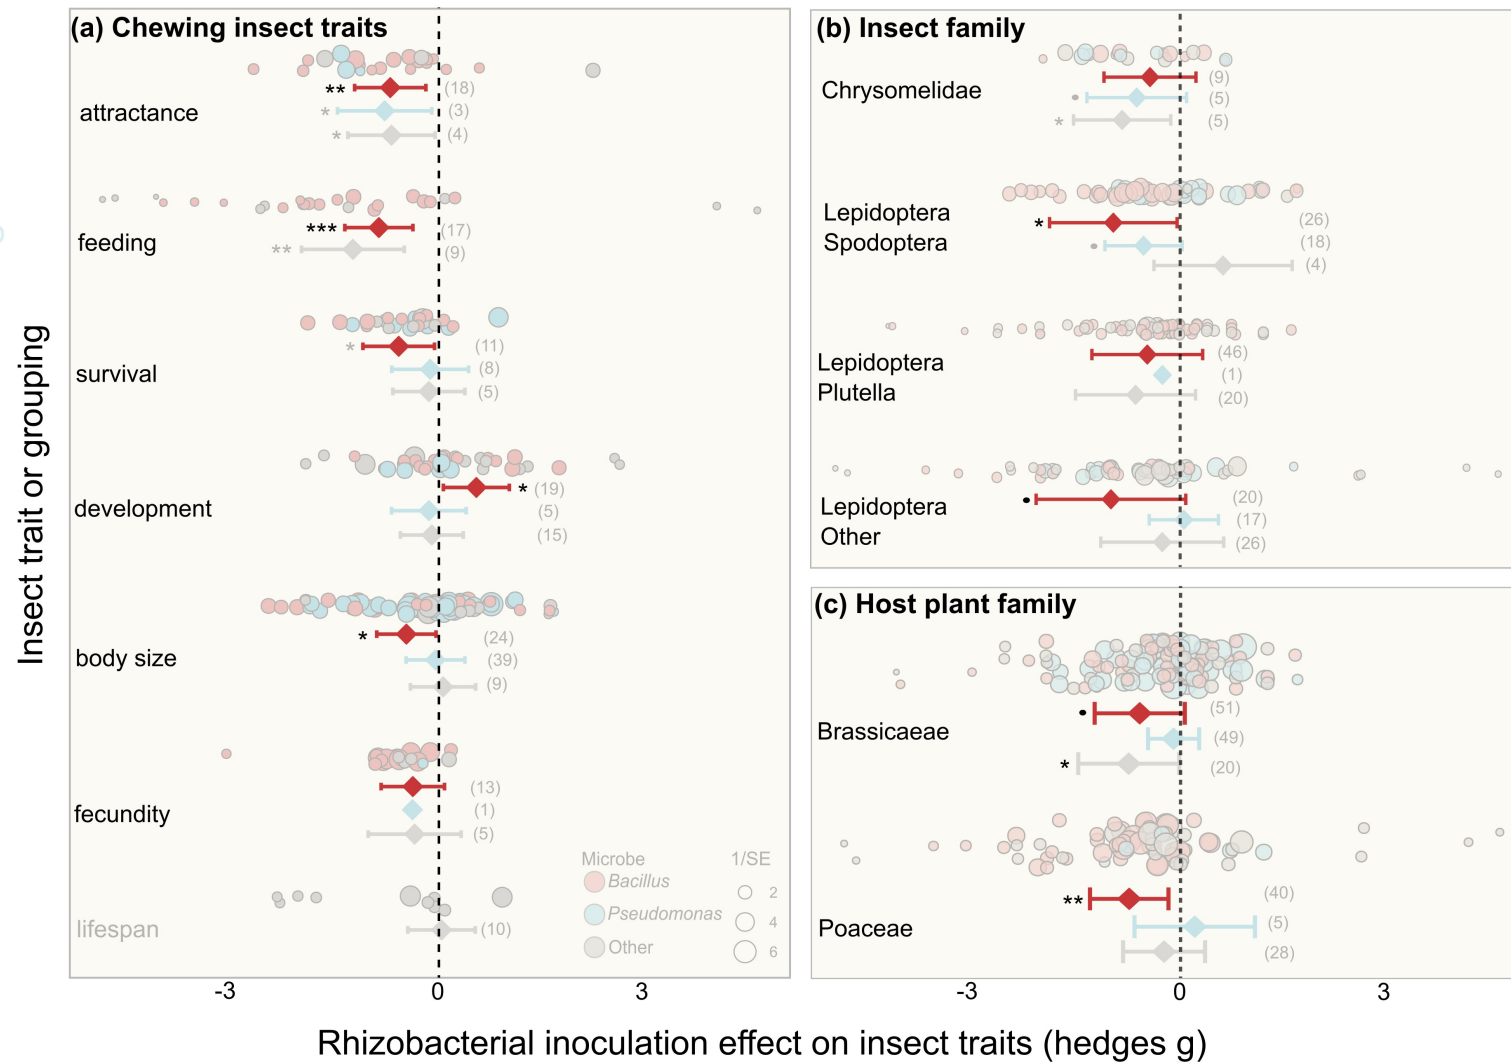 (a) Chewing insect traits
attractance
** (18)
* (3)
* (4)
feeding
*** (17)
** (9)
survival
* (11)
(8)
(5)
development
* (19)
(5)
(15)
body size
* (24)
(39)
(9)
fecundity
(13)
(1)
(5)
lifespan
(10)
Microbe
Bacillus
Pseudomonas
Other
1/SE
2
4
6
-3 0 3
(b) Insect family
Chrysomelidae
(9)
• (5)
* (5)
Lepidoptera
Spodoptera
* (26)
• (18)
(4)
Lepidoptera
Plutella
(46)
(1)
(20)
Lepidoptera
Other
• (20)
(17)
(26)
(c) Host plant family
Brassicaeae
• (51)
(49)
* (20)
Poaceae
** (40)
(5)
(28)
-3 0 3
Insect trait or grouping
Rhizobacterial inoculation effect on insect traits (hedges g)